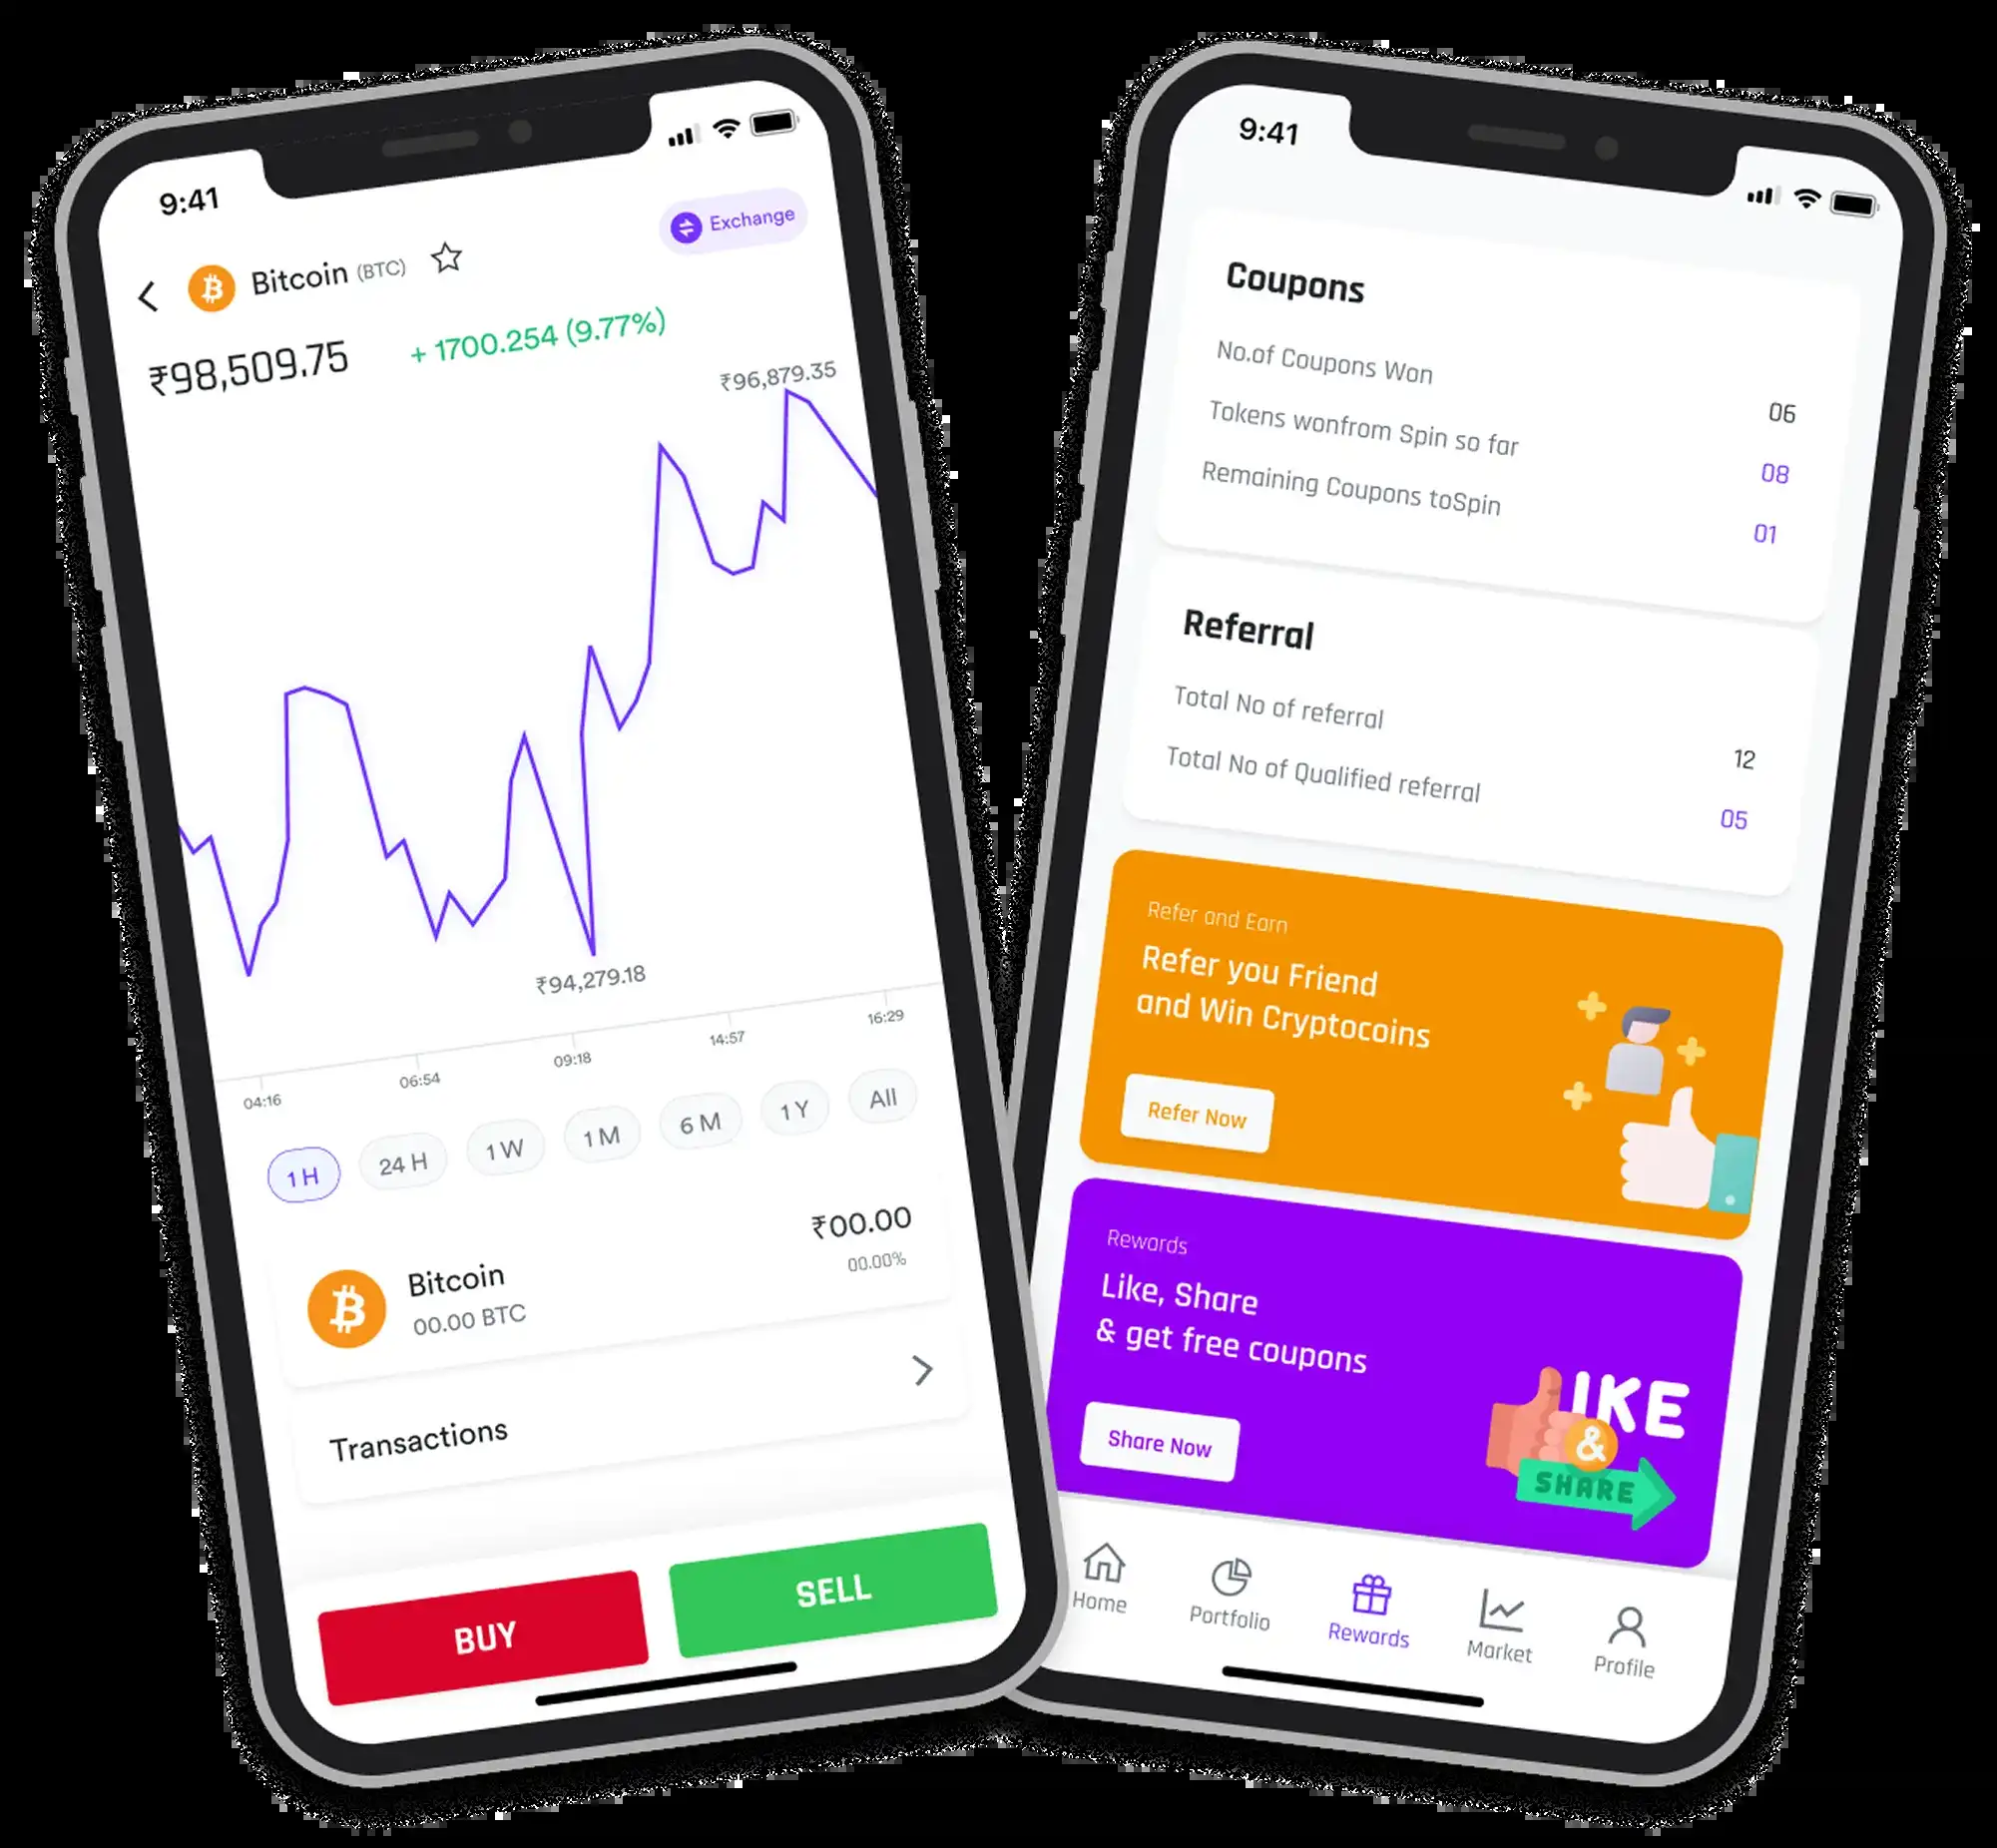 9:41
Exchange
Bitcoin (BTC)
₹98,509.75
+ 1700.254 (9.77%)
₹96,879.35
₹94,279.18
04:16
06:54
09:18
14:57
16:29
1 H
24 H
1 W
1 M
6 M
1 Y
All
Bitcoin
₹00.00
00.00 BTC
00.00%
Transactions
BUY
SELL
9:41
Coupons
No.of Coupons Won
06
Tokens wonfrom Spin so far
08
Remaining Coupons toSpin
01
Referral
Total No of referral
12
Total No of Qualified referral
05
Refer and Earn
Refer you Friend
and Win Cryptocoins
Refer Now
Rewards
Like, Share
& get free coupons
Share Now
LIKE
&
SHARE
Home
Portfolio
Rewards
Market
Profile